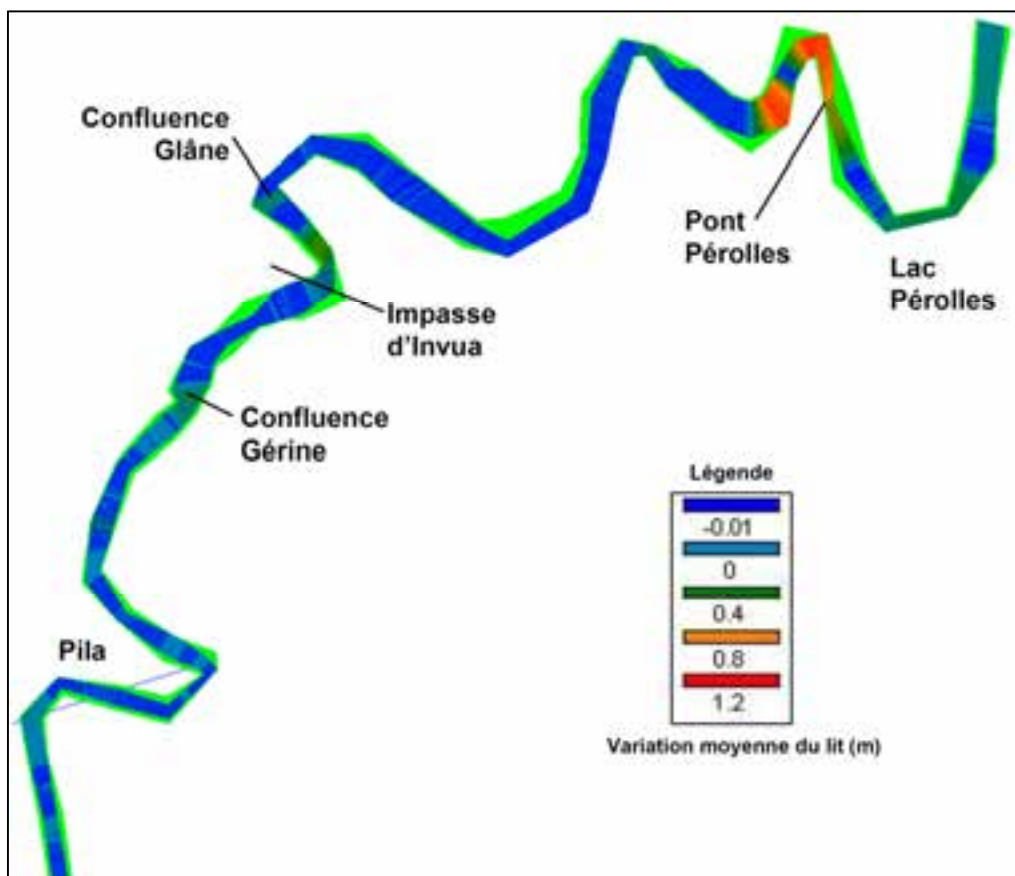 Confluence
Glâne
Pont
Pérolles
Lac
Pérolles
Impasse
d'Invua
Confluence
Gérine
Pila
Légende
-0.01
0
0.4
0.8
1.2
Variation moyenne du lit (m)